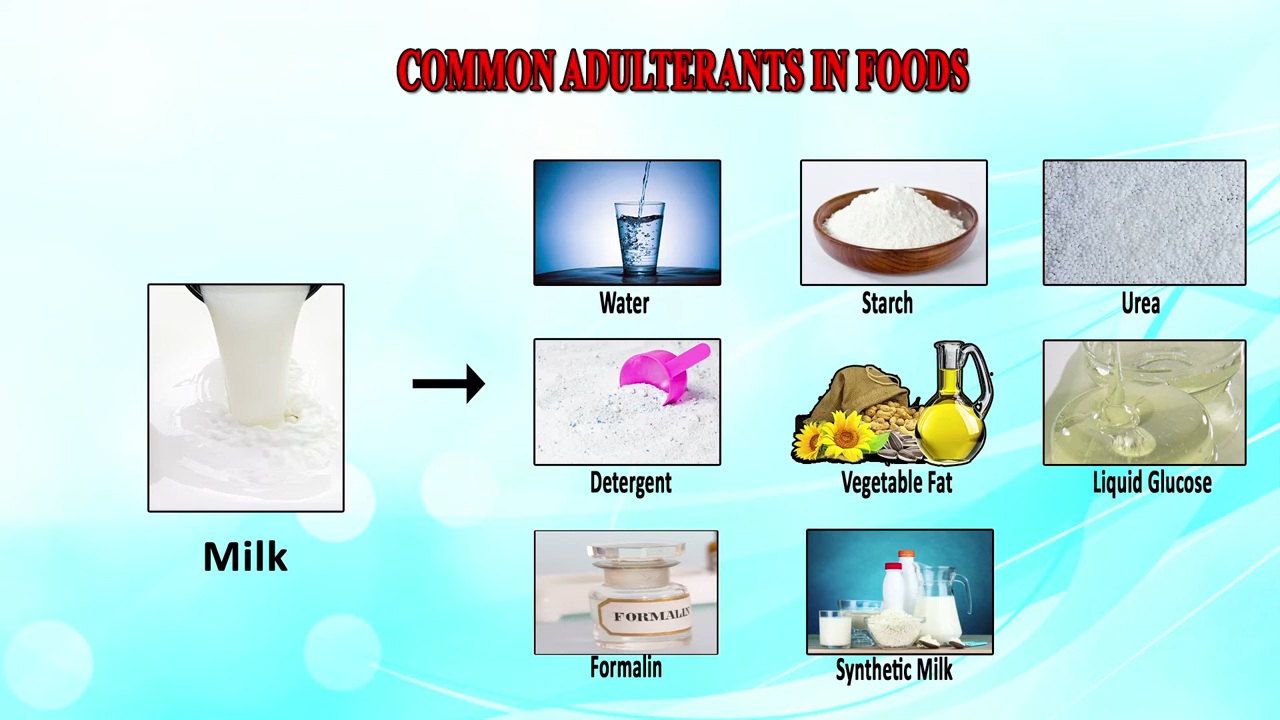 COMMON ADULTERANTS IN FOODS
Water
Starch
Urea
Milk
Detergent
Vegetable Fat
Liquid Glucose
FORMALIN
Formalin
Synthetic Milk